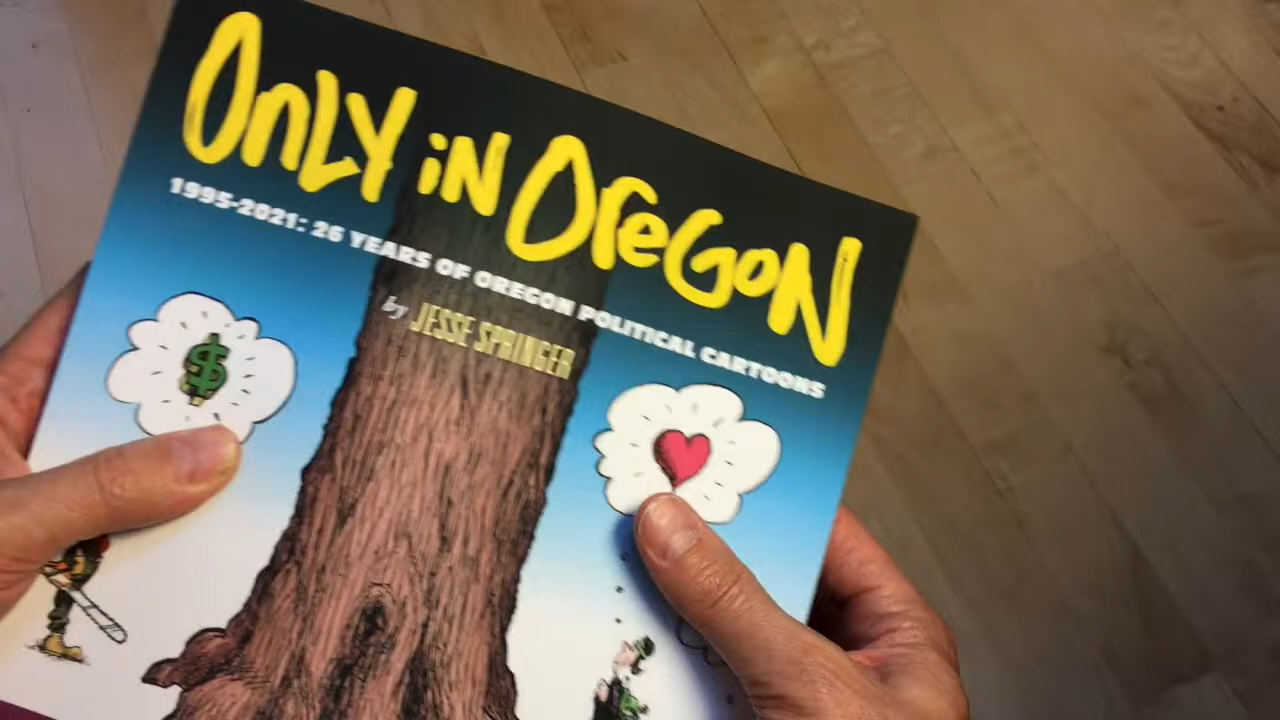 ONLY iN OreGoN
1995-2021: 26 YEARS OF OREGON POLITICAL CARTOONS
by JESSE SPRINGER
$